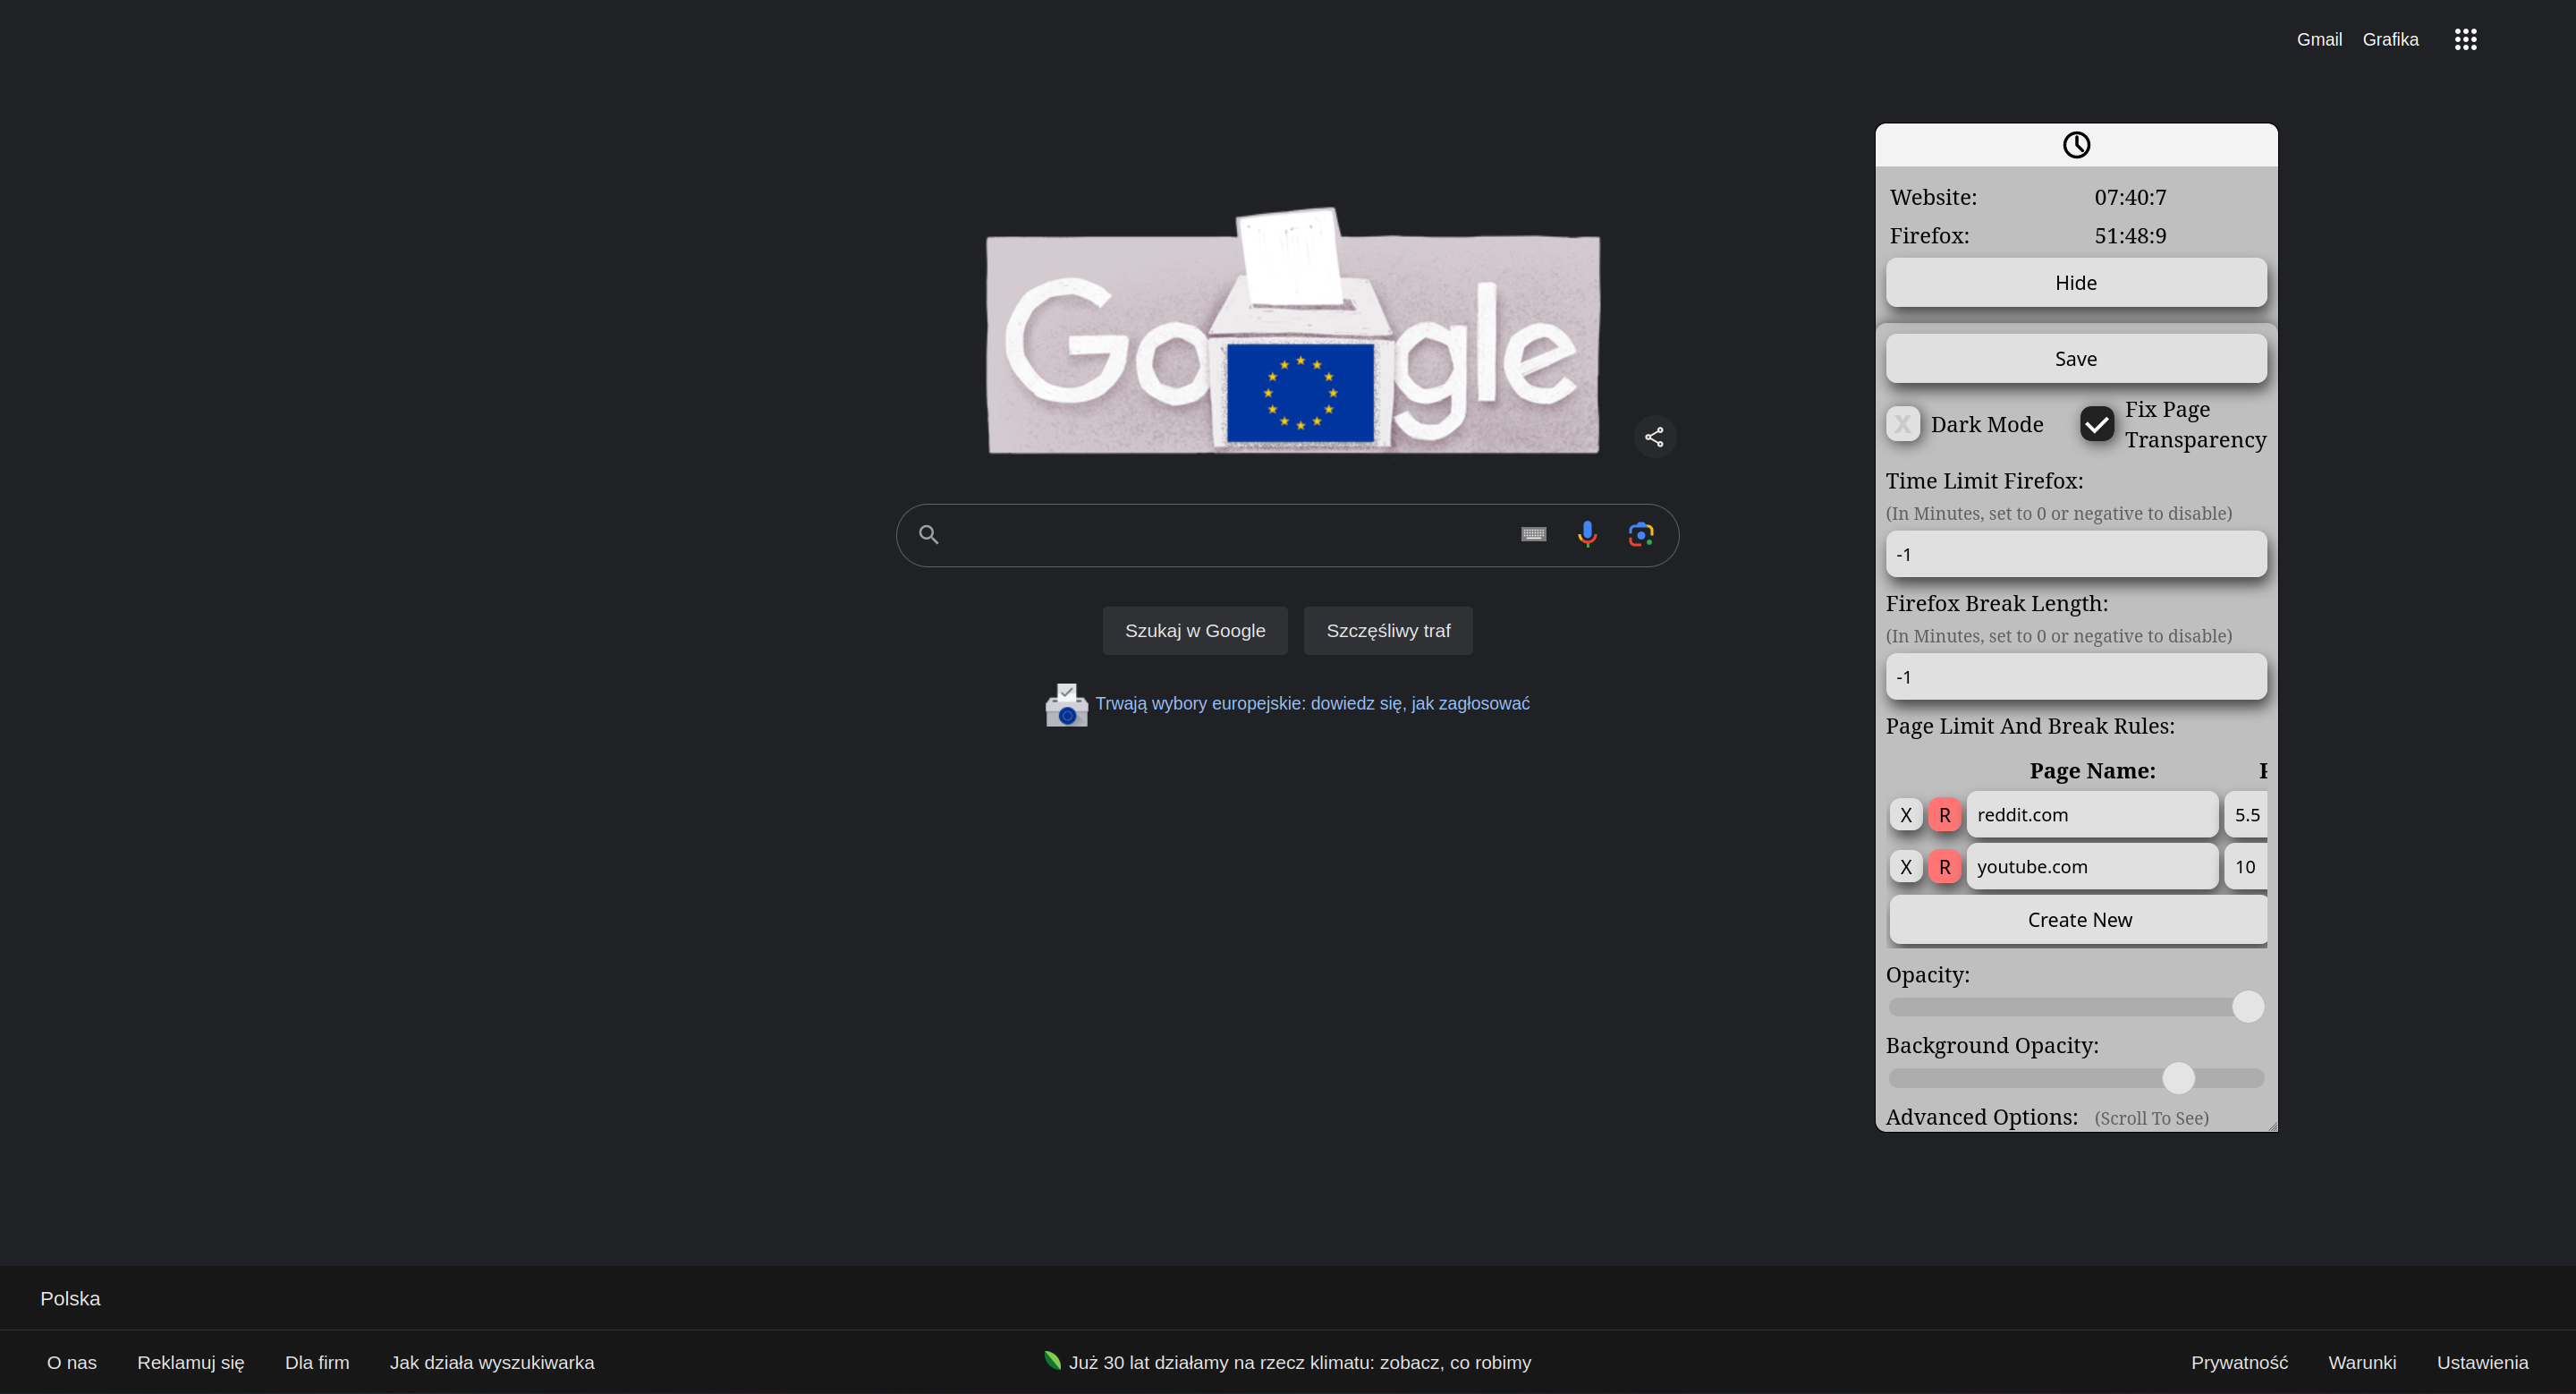 Gmail Grafika
Google
Szukaj w Google Szczęśliwy traf
Trwają wybory europejskie: dowiedz się, jak zagłosować
Website: 07:40:7
Firefox: 51:48:9
Hide
Save
X Dark Mode Fix Page
Transparency
Time Limit Firefox:
(In Minutes, set to 0 or negative to disable)
-1
Firefox Break Length:
(In Minutes, set to 0 or negative to disable)
-1
Page Limit And Break Rules:
Page Name:
X R reddit.com 5.5
X R youtube.com 10
Create New
Opacity:
Background Opacity:
Advanced Options: (Scroll To See)
Polska
O nas Reklamuj się Dla firm Jak działa wyszukiwarka Już 30 lat działamy na rzecz klimatu: zobacz, co robimy Prywatność Warunki Ustawienia